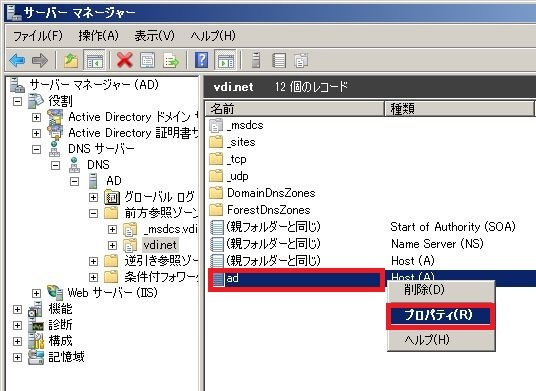 サーバー マネージャー
ファイル(F) 操作(A) 表示(V) ヘルプ(H)
サーバー マネージャー (AD)
役割
Active Directory ドメイン サ
Active Directory 証明書サ
DNS サーバー
DNS
AD
グローバル ログ
前方参照ゾーン
_msdcs.vdi
vdi.net
逆引き参照ゾーン
条件付フォワーク
Web サーバー (IIS)
機能
診断
構成
記憶域
vdi.net 12 個のレコード
名前 種類
_msdcs
_sites
_tcp
_udp
DomainDnsZones
ForestDnsZones
(親フォルダーと同じ) Start of Authority (SOA)
(親フォルダーと同じ) Name Server (NS)
(親フォルダーと同じ) Host (A)
ad Host (A)
削除(D)
プロパティ(R)
ヘルプ(H)